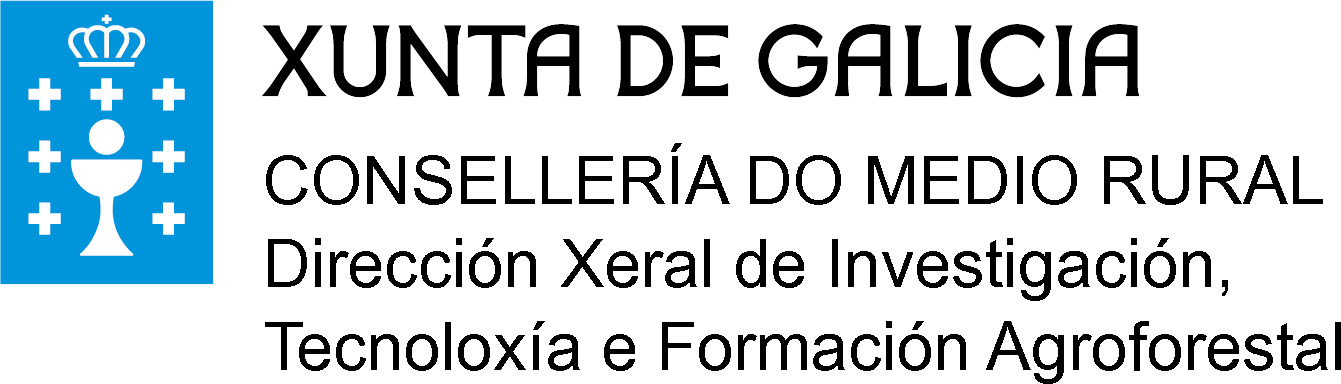 XUNTA DE GALICIA
CONSELLERÍA DO MEDIO RURAL
Dirección Xeral de Investigación,
Tecnoloxía e Formación Agroforestal